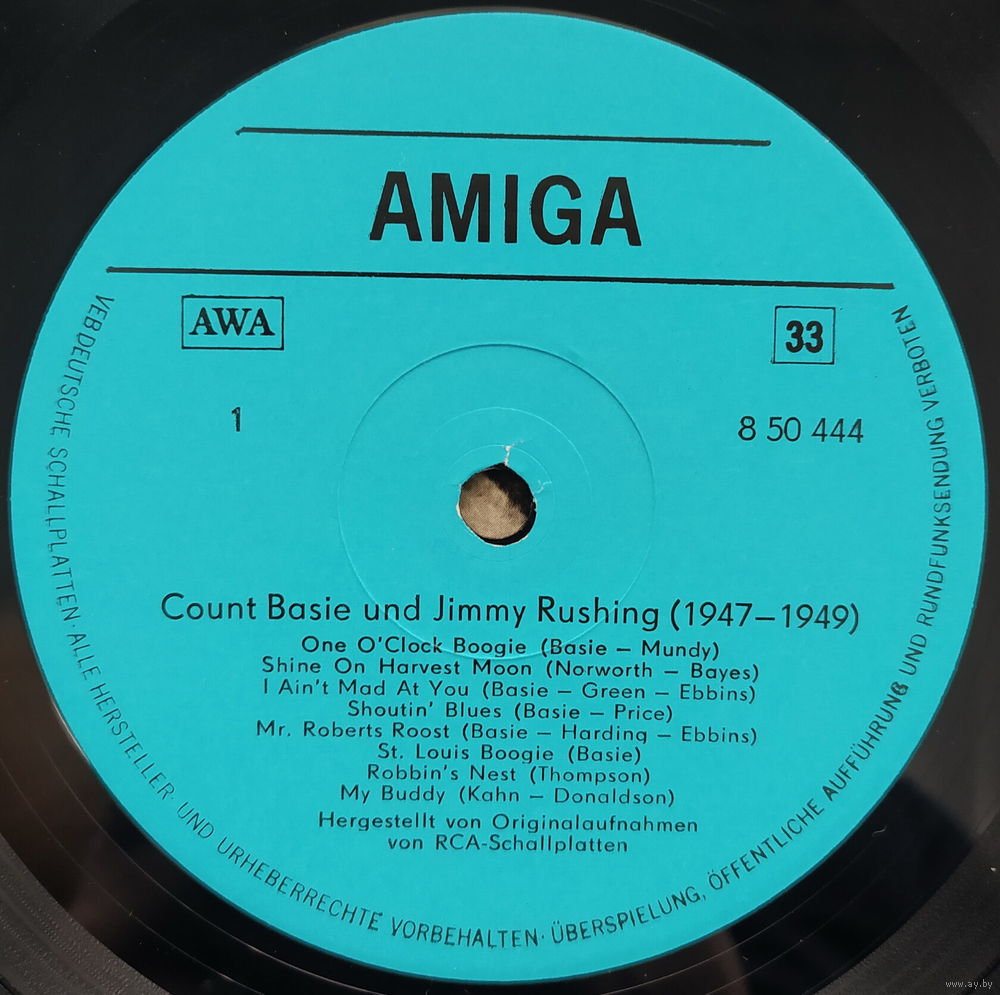 AMIGA
AWA
33
1
8 50 444
Count Basie und Jimmy Rushing (1947–1949)
One O'Clock Boogie (Basie – Mundy)
Shine On Harvest Moon (Norworth – Bayes)
I Ain't Mad At You (Basie – Green – Ebbins)
Shoutin' Blues (Basie – Price)
Mr. Roberts Roost (Basie – Harding – Ebbins)
St. Louis Boogie (Basie)
Robbin's Nest (Thompson)
My Buddy (Kahn – Donaldson)
Hergestellt von Originalaufnahmen
von RCA-Schallplatten
VEB DEUTSCHE SCHALLPLATTEN · ALLE HERSTELLER- UND URHEBERRECHTE VORBEHALTEN · ÜBERSPIELUNG, ÖFFENTLICHE AUFFÜHRUNG UND RUNDFUNKSENDUNG VERBOTEN
www.ay.by